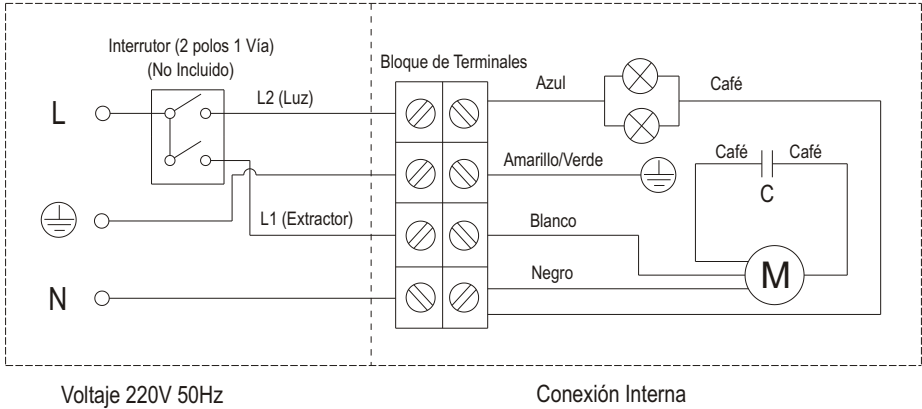 Interrutor (2 polos 1 Vía)
(No Incluido)
Bloque de Terminales
L
L2 (Luz)
Azul
Café
Amarillo/Verde
Café
Café
C
L1 (Extractor)
Blanco
M
Negro
N
Voltaje 220V 50Hz
Conexión Interna